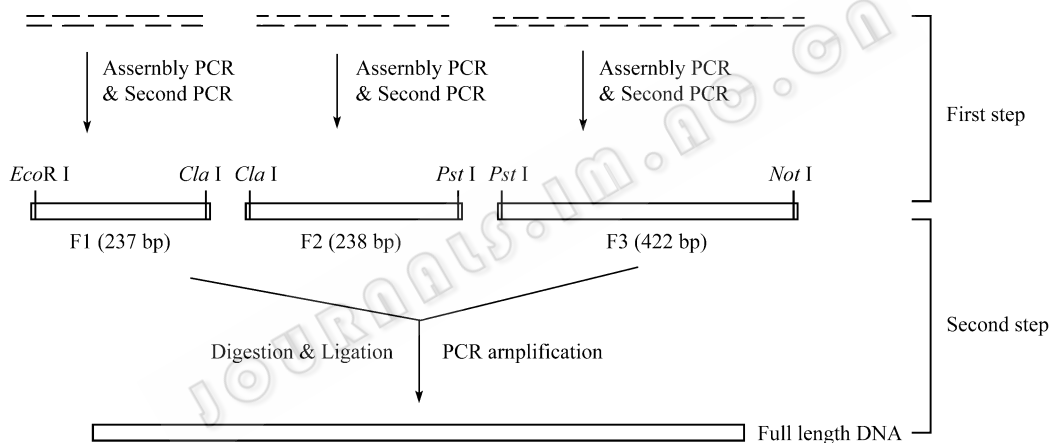 Assernbly PCR
& Second PCR
Assembly PCR
& Second PCR
Assembly PCR
& Second PCR
First step
EcoR I
Cla I
Cla I
Pst I
Pst I
Not I
F1 (237 bp)
F2 (238 bp)
F3 (422 bp)
Second step
Digestion & Ligation
PCR arnplification
Full length DNA
JOURNALS.IM.AC.CN